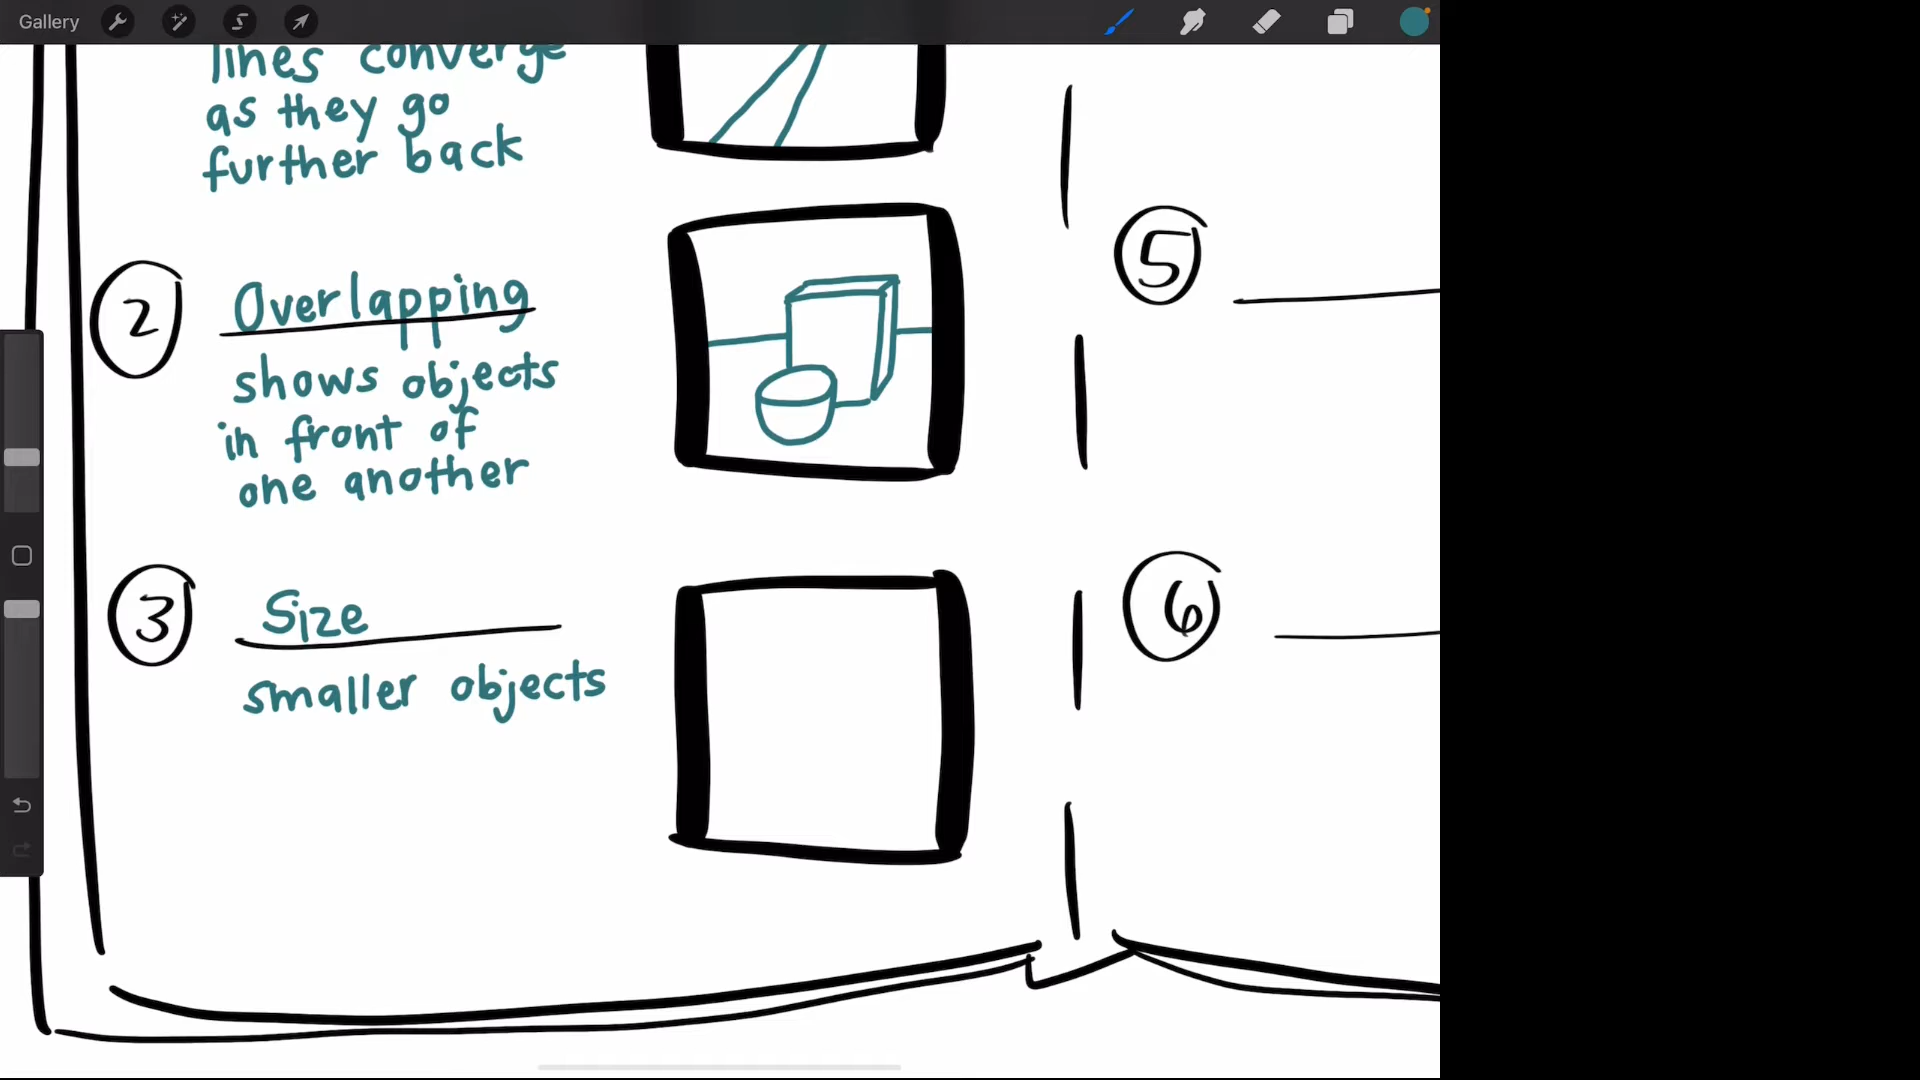 Gallery
lines converge
as they go
further back
2
Overlapping
shows objects
in front of
one another
3
Size
smaller objects
5
6